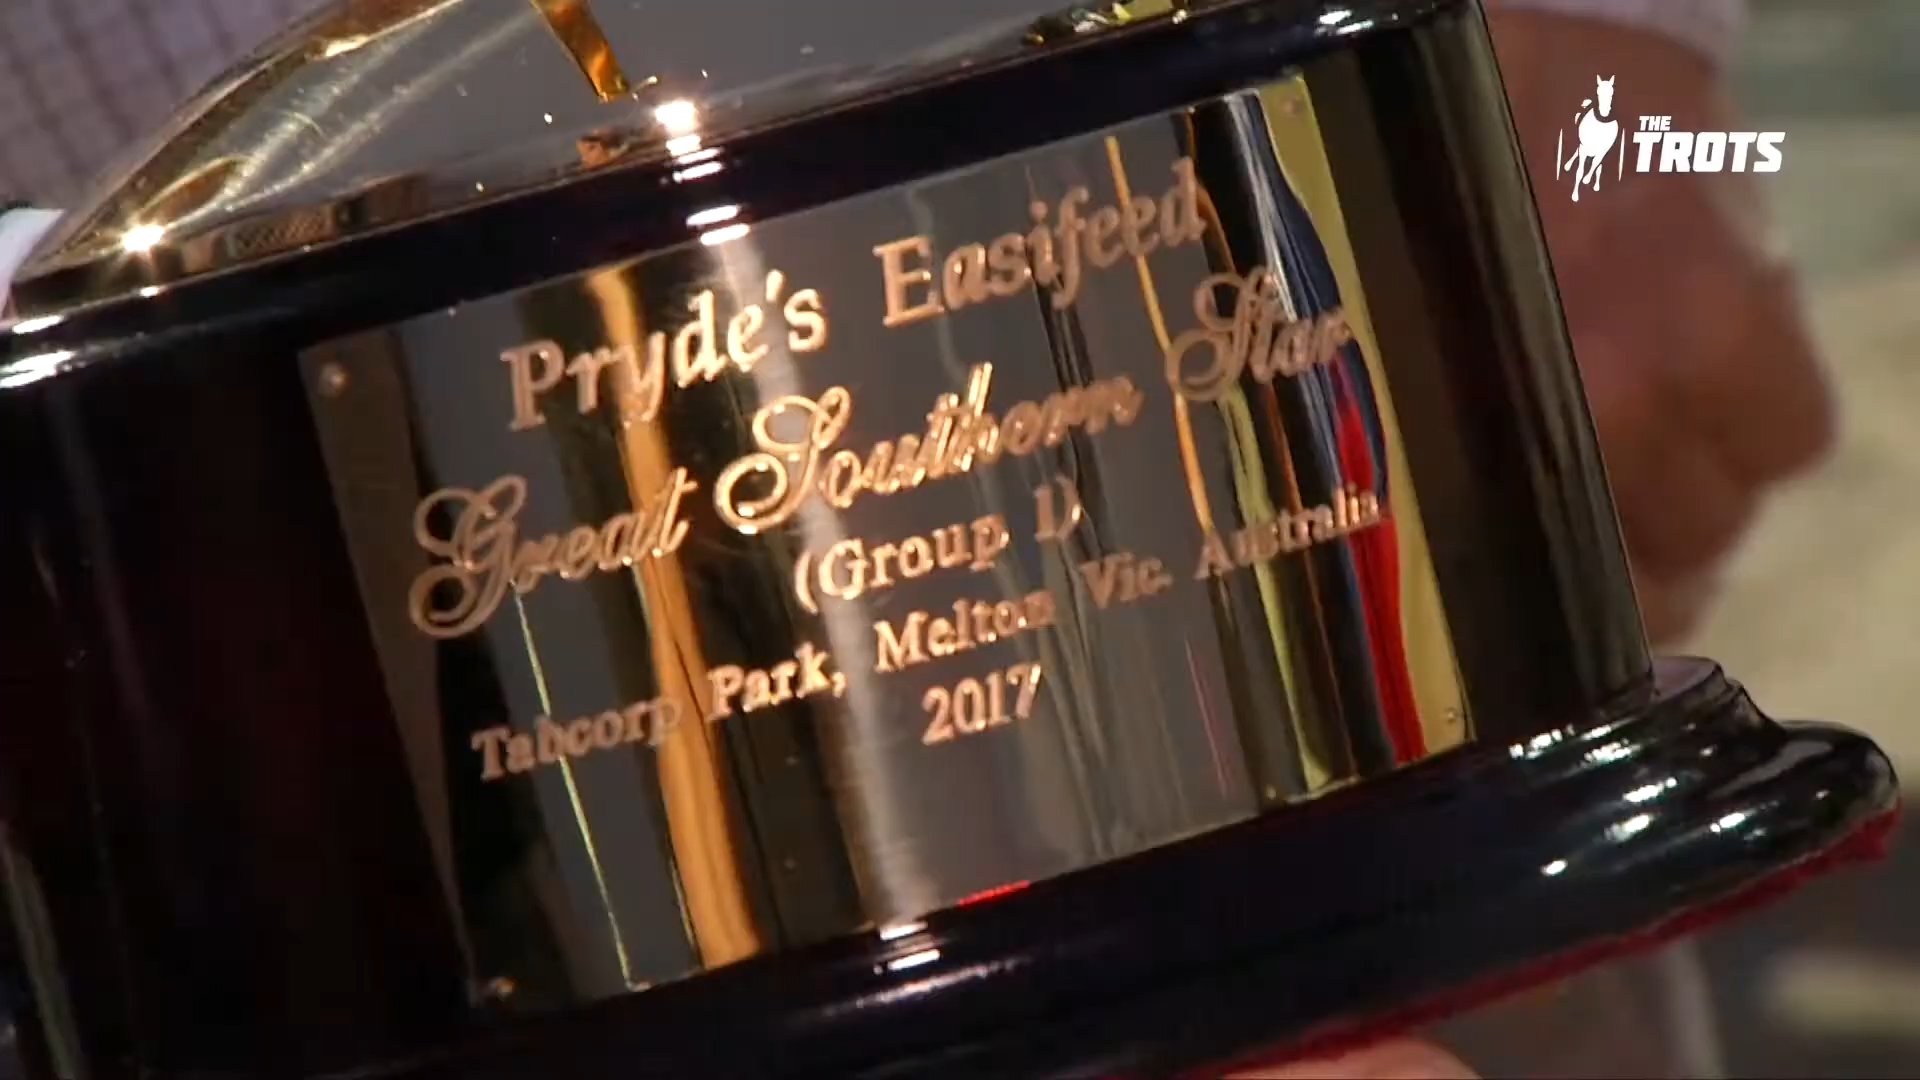 THE
TROTS
Pryde's Easifeed
Great Southern Star
(Group 1)
Tabcorp Park, Melton Vic. Australia
2017